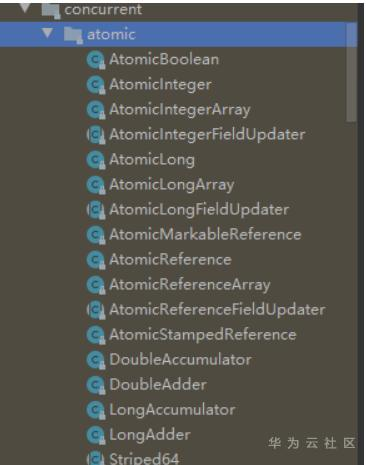 concurrent
atomic
AtomicBoolean
AtomicInteger
AtomicIntegerArray
AtomicIntegerFieldUpdater
AtomicLong
AtomicLongArray
AtomicLongFieldUpdater
AtomicMarkableReference
AtomicReference
AtomicReferenceArray
AtomicReferenceFieldUpdater
AtomicStampedReference
DoubleAccumulator
DoubleAdder
LongAccumulator
LongAdder
华为云社区
Striped64